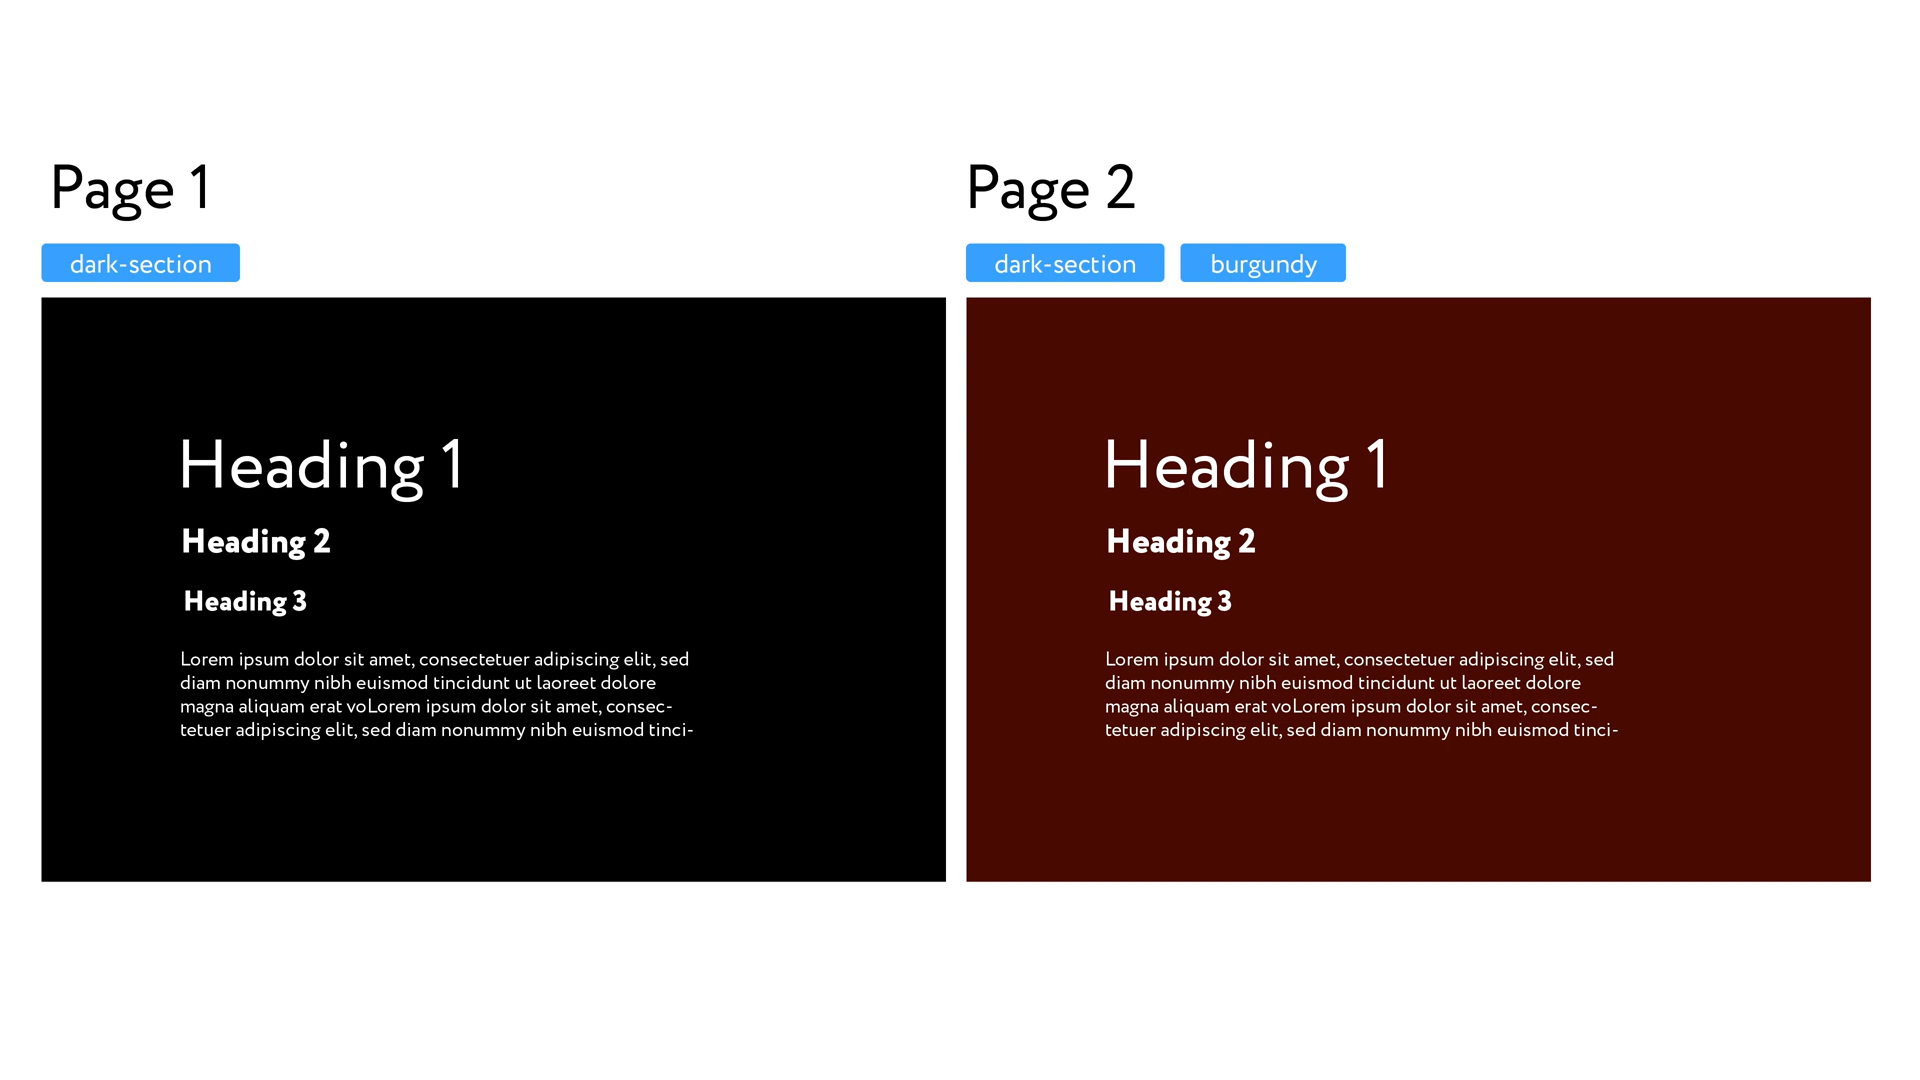 Page 1
dark-section
Heading 1
Heading 2
Heading 3
Lorem ipsum dolor sit amet, consectetuer adipiscing elit, sed
diam nonummy nibh euismod tincidunt ut laoreet dolore
magna aliquam erat voLorem ipsum dolor sit amet, consec-
tetuer adipiscing elit, sed diam nonummy nibh euismod tinci-
Page 2
dark-section burgundy
Heading 1
Heading 2
Heading 3
Lorem ipsum dolor sit amet, consectetuer adipiscing elit, sed
diam nonummy nibh euismod tincidunt ut laoreet dolore
magna aliquam erat voLorem ipsum dolor sit amet, consec-
tetuer adipiscing elit, sed diam nonummy nibh euismod tinci-